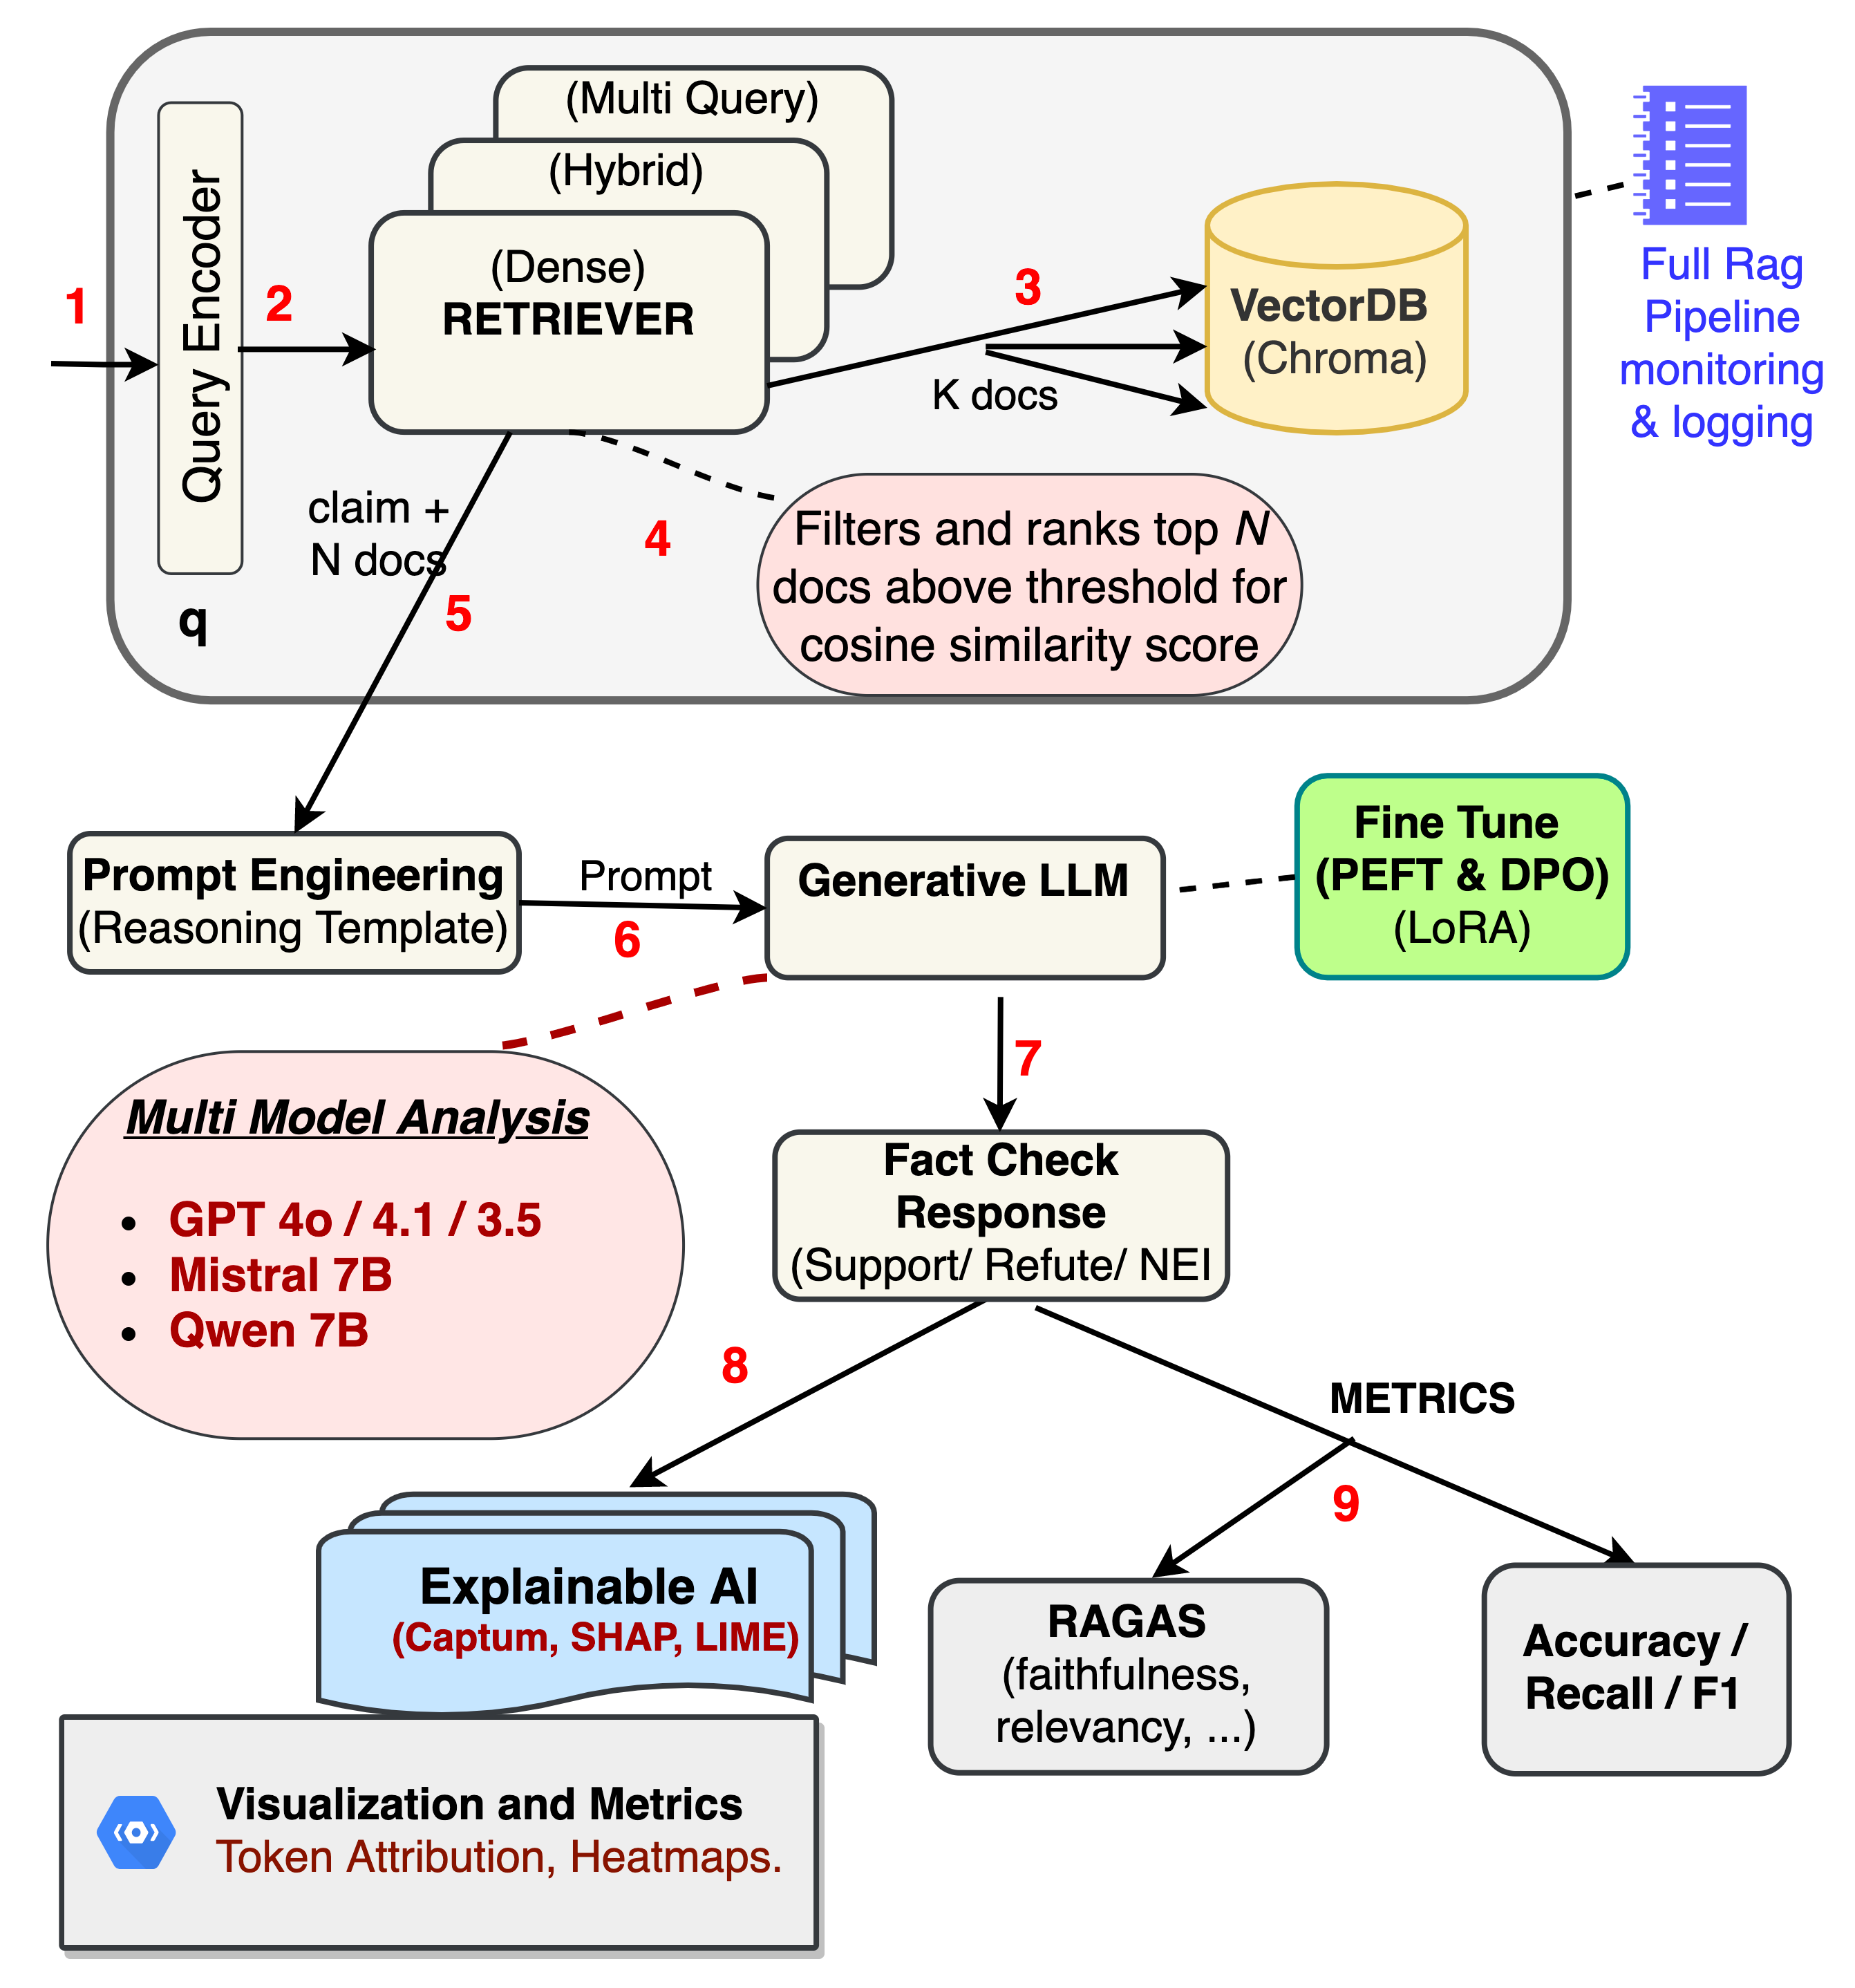 (Multi Query)
(Hybrid)
(Dense)
RETRIEVER
Query Encoder
1
2
3
K docs
VectorDB
(Chroma)
Full Rag
Pipeline
monitoring
& logging
claim +
N docs
4
5
q
Filters and ranks top N
docs above threshold for
cosine similarity score
Prompt Engineering
(Reasoning Template)
Prompt
6
Generative LLM
Fine Tune
(PEFT & DPO)
(LoRA)
7
Multi Model Analysis
• GPT 4o / 4.1 / 3.5
• Mistral 7B
• Qwen 7B
Fact Check
Response
(Support/ Refute/ NEI
8
METRICS
9
Explainable AI
(Captum, SHAP, LIME)
RAGAS
(faithfulness,
relevancy, ...)
Accuracy /
Recall / F1
Visualization and Metrics
Token Attribution, Heatmaps.